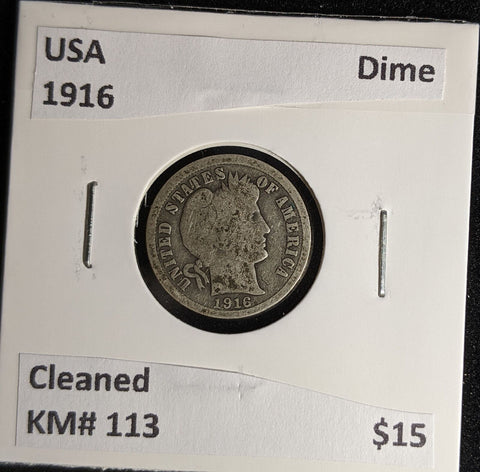 USA Dime
1916
UNITED STATES OF AMERICA
1916
Cleaned
KM# 113 $15